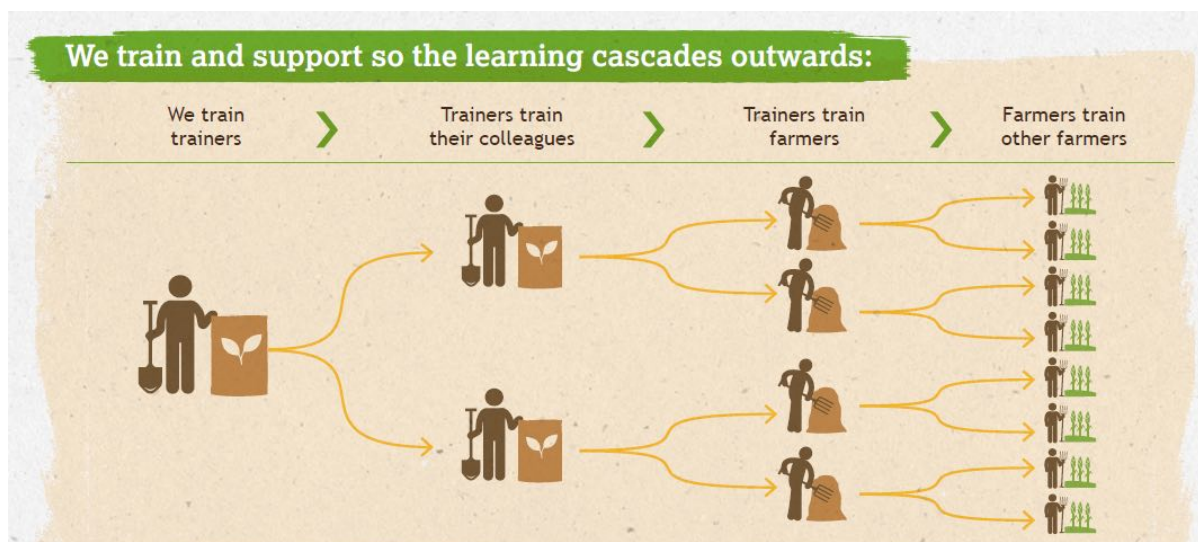 We train and support so the learning cascades outwards:
We train
trainers
Trainers train
their colleagues
Trainers train
farmers
Farmers train
other farmers